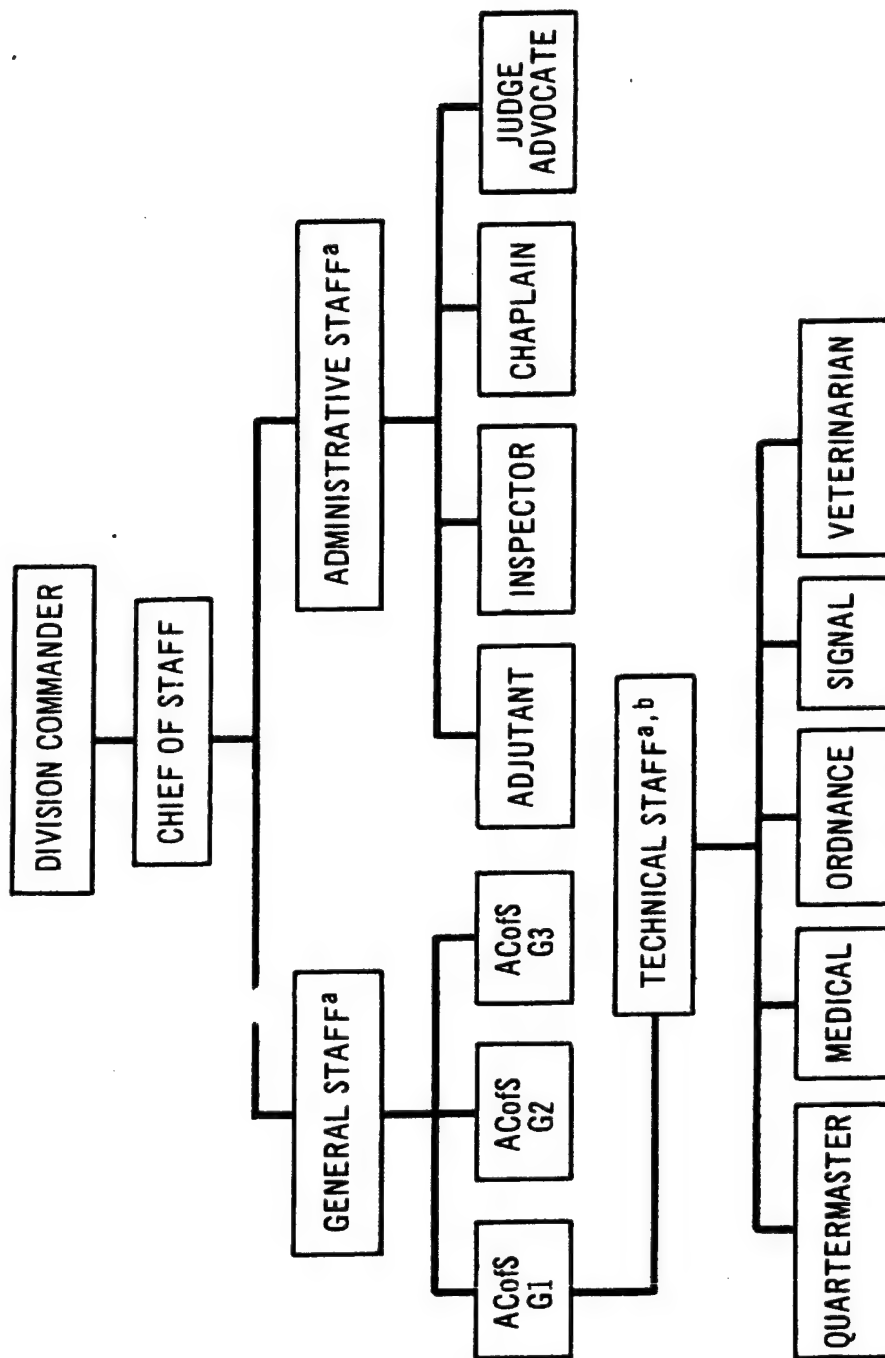 DIVISION COMMANDER
CHIEF OF STAFF
GENERAL STAFFᵃ
ADMINISTRATIVE STAFFᵃ
ACofS
G1
ACofS
G2
ACofS
G3
ADJUTANT
INSPECTOR
CHAPLAIN
JUDGE
ADVOCATE
TECHNICAL STAFFᵃ,ᵇ
QUARTERMASTER
MEDICAL
ORDNANCE
SIGNAL
VETERINARIAN